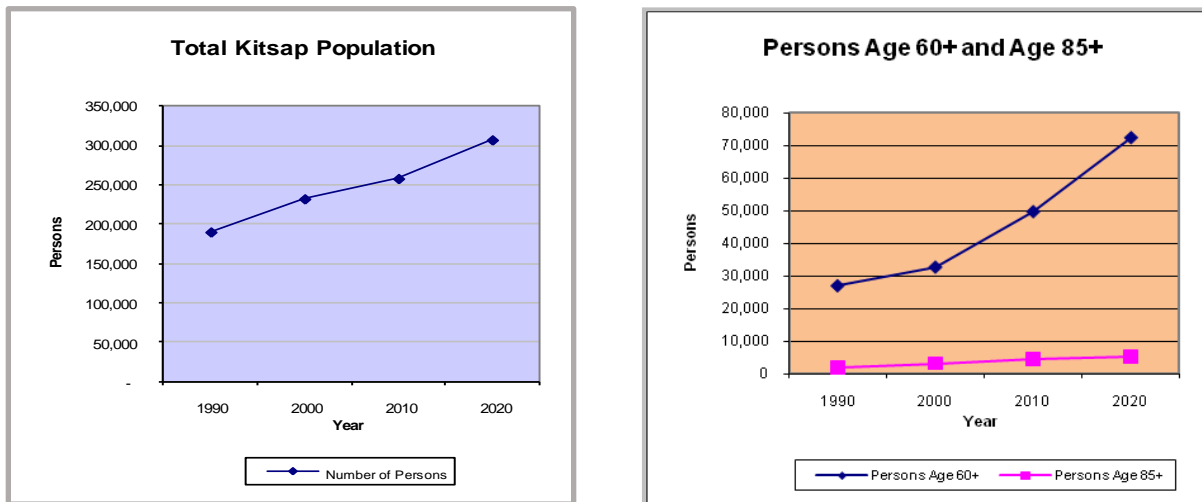 Total Kitsap Population
350,000
300,000
250,000
200,000
150,000
100,000
50,000
-
Persons
1990 2000 2010 2020
Year
Number of Persons
Persons Age 60+ and Age 85+
80,000
70,000
60,000
50,000
40,000
30,000
20,000
10,000
0
Persons
1990 2000 2010 2020
Year
Persons Age 60+ Persons Age 85+